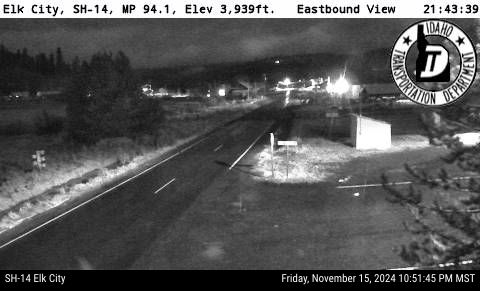 Elk City, SH-14, MP 94.1, Elev 3,939ft. Eastbound View 21:43:39
IDAHO
TRANSPORTATION DEPARTMENT
SH-14 Elk City Friday, November 15, 2024 10:51:45 PM MST